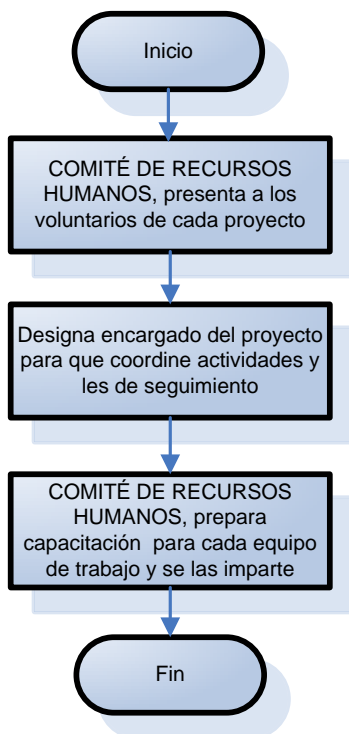 Inicio
COMITÉ DE RECURSOS
HUMANOS, presenta a los
voluntarios de cada proyecto
Designa encargado del proyecto
para que coordine actividades y
les de seguimiento
COMITÉ DE RECURSOS
HUMANOS, prepara
capacitación para cada equipo
de trabajo y se las imparte
Fin